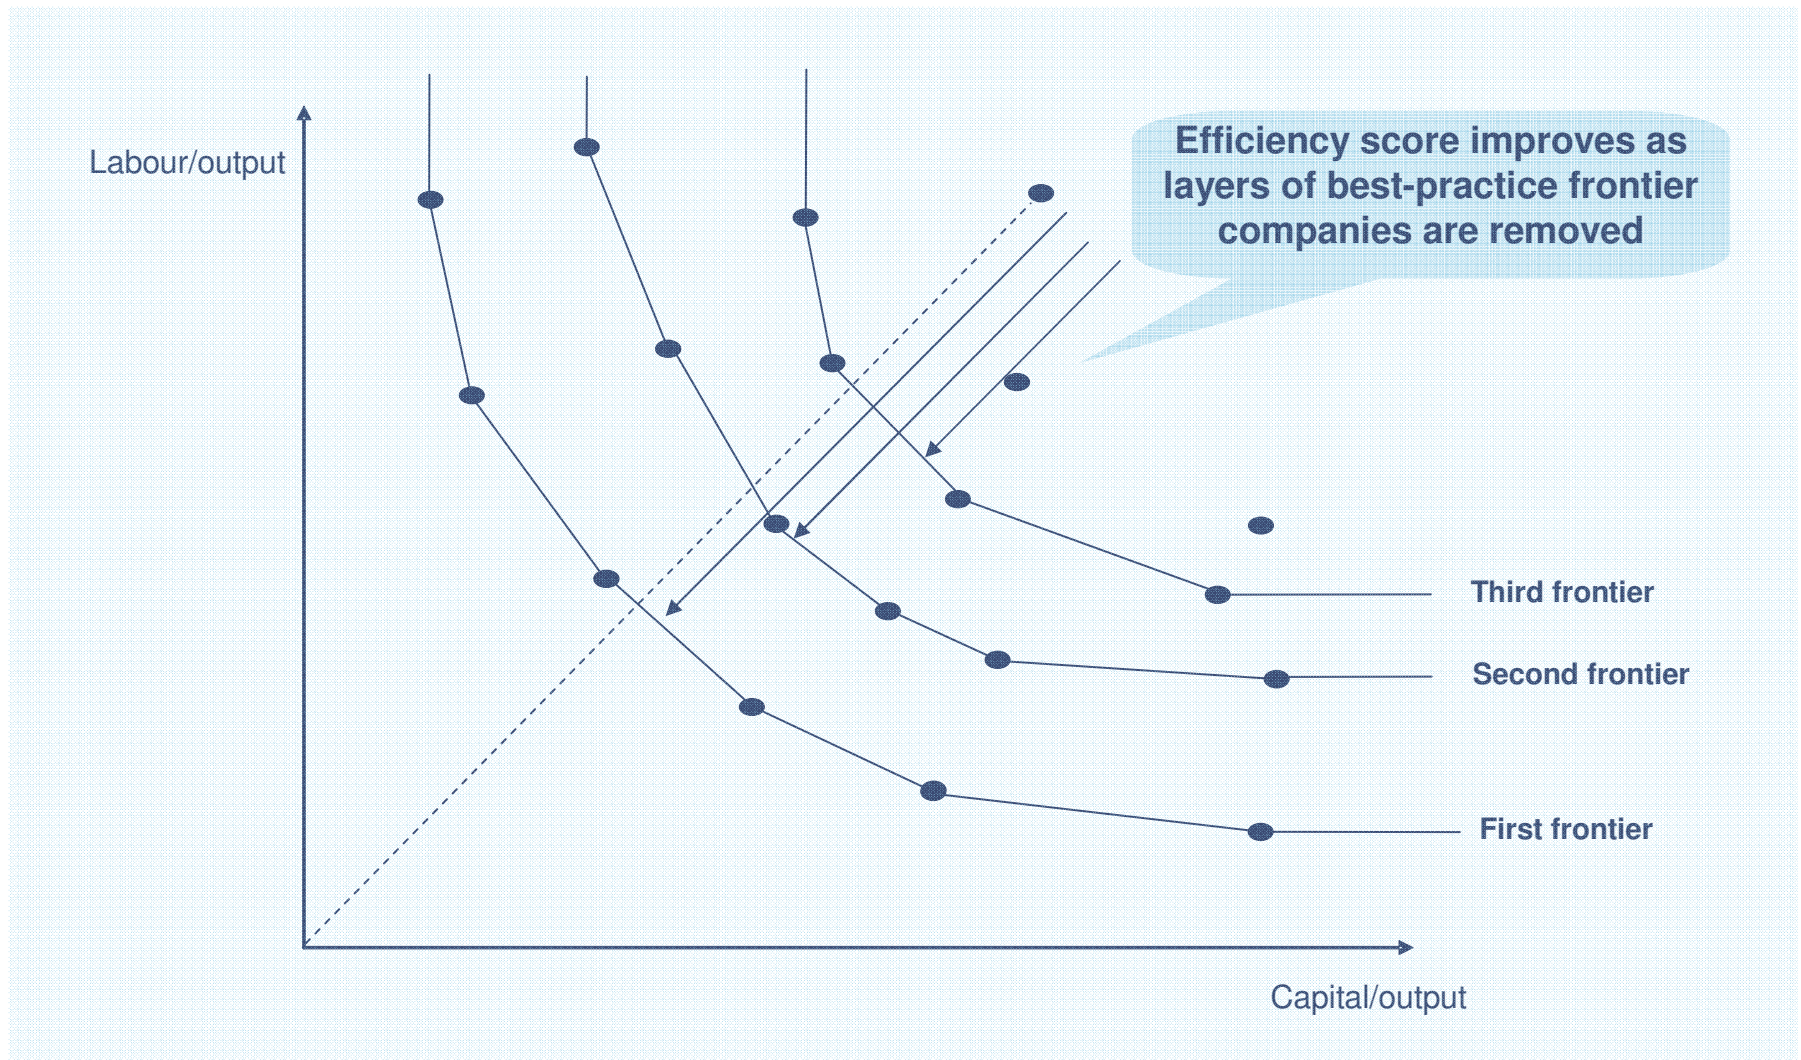 Labour/output
Efficiency score improves as
layers of best-practice frontier
companies are removed
Third frontier
Second frontier
First frontier
Capital/output